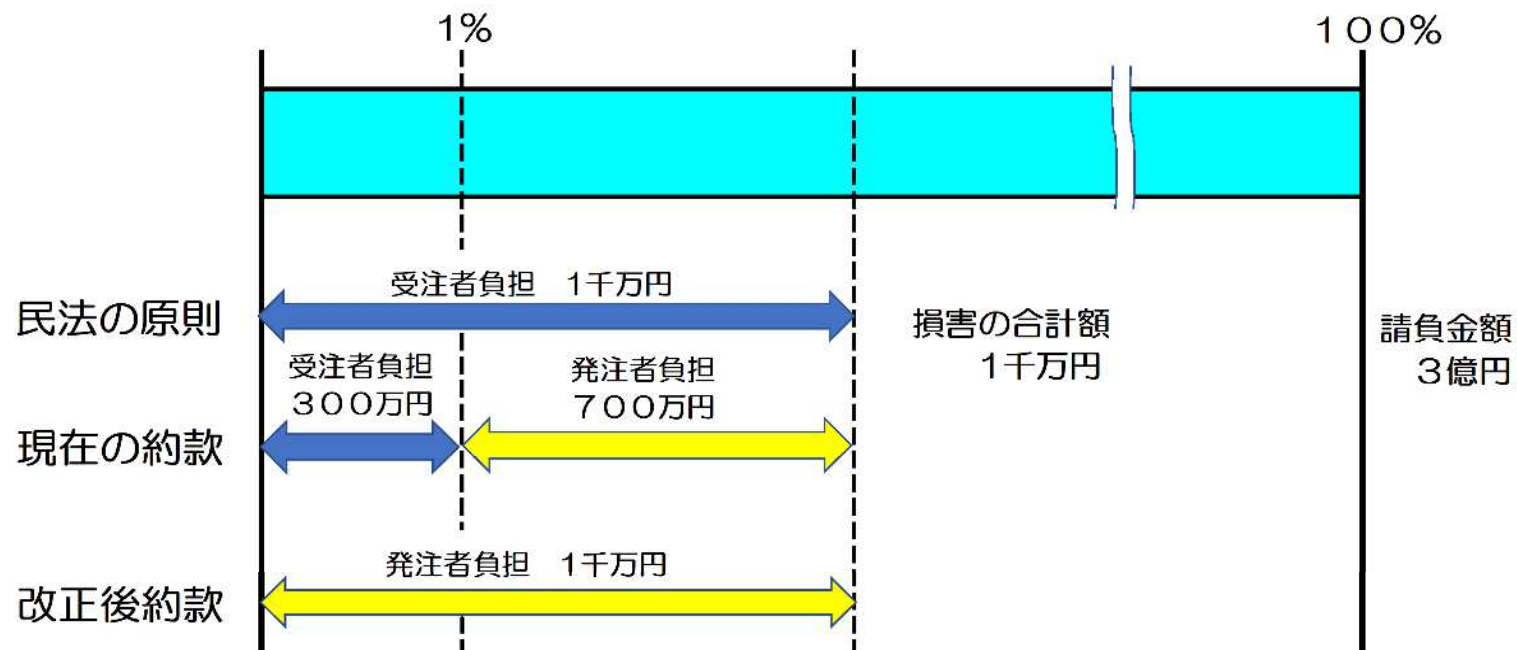 1%
100%
受注者負担 1千万円
民法の原則
損害の合計額
1千万円
請負金額
3億円
受注者負担
300万円
発注者負担
700万円
現在の約款
発注者負担 1千万円
改正後約款